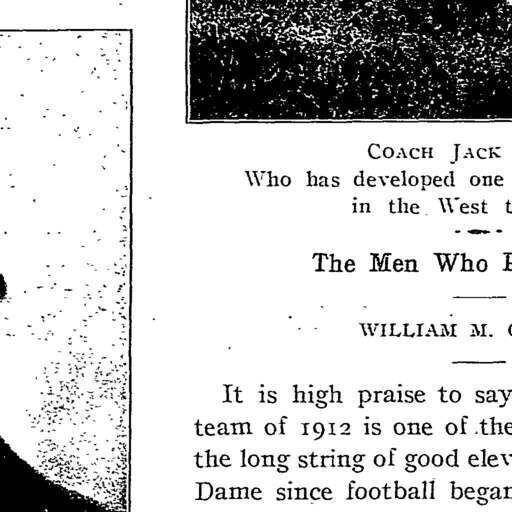 COACH JACK
Who has developed one
in the West
The Men Who
WILLIAM M.
It is high praise to say
team of 1912 is one of the
the long string of good elev
Dame since football began